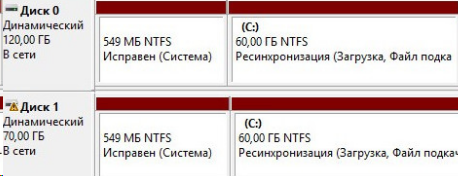 Диск 0
Динамический
120,00 ГБ
В сети
549 МБ NTFS
Исправен (Система)
(C:)
60,00 ГБ NTFS
Ресинхронизация (Загрузка, Файл подка
Диск 1
Динамический
70,00 ГБ
В сети
549 МБ NTFS
Исправен (Система)
(C:)
60,00 ГБ NTFS
Ресинхронизация (Загрузка, Файл подкач